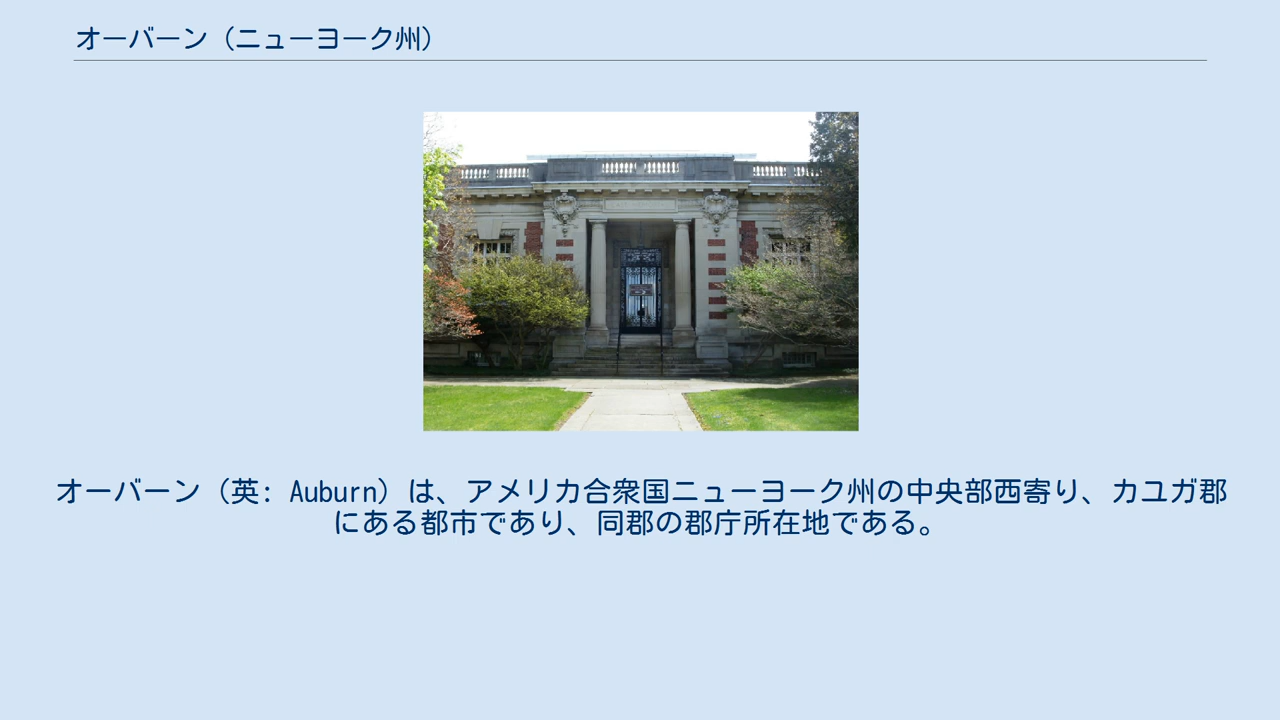 オーバーン（ニューヨーク州）
オーバーン（英: Auburn）は、アメリカ合衆国ニューヨーク州の中央部西寄り、カユガ郡
にある都市であり、同郡の郡庁所在地である。